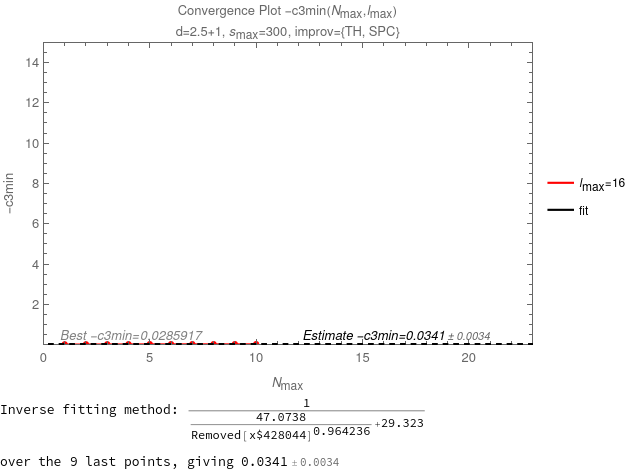 Convergence Plot −c3min(Nmax,lmax)
d=2.5+1, smax=300, improv={TH, SPC}
−c3min
14
12
10
8
6
4
2
Best −c3min=0.0285917
Estimate −c3min=0.0341 ± 0.0034
0 5 10 15 20
Nmax
lmax=16
fit
Inverse fitting method:
1
47.0738
Removed[x$428044]^0.964236 +29.323
over the 9 last points, giving 0.0341 ± 0.0034